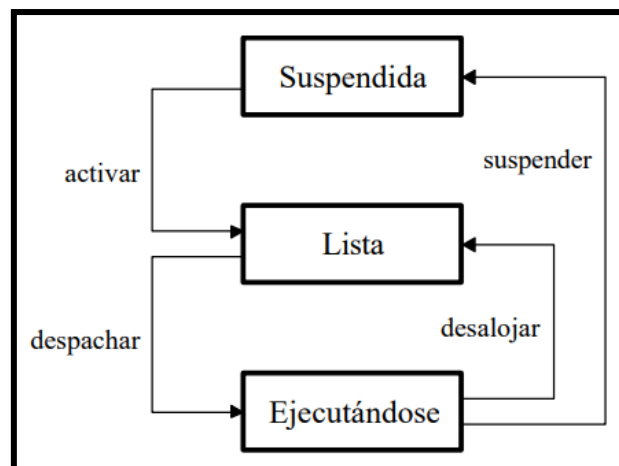 Suspendida
suspender
activar
Lista
desalojar
despachar
Ejecutándose